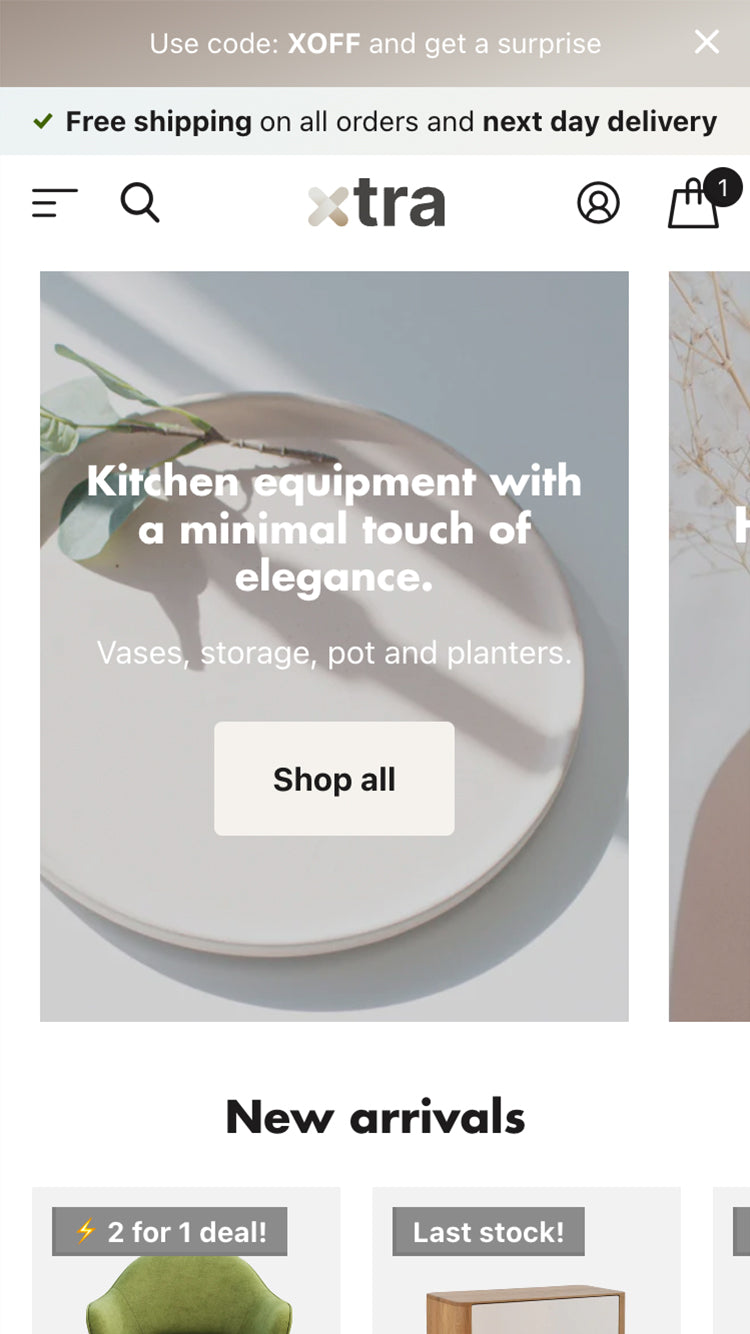 Use code: XOFF and get a surprise
Free shipping on all orders and next day delivery
xtra
1
Kitchen equipment with
a minimal touch of
elegance.
Vases, storage, pot and planters.
Shop all
New arrivals
⚡ 2 for 1 deal!
Last stock!